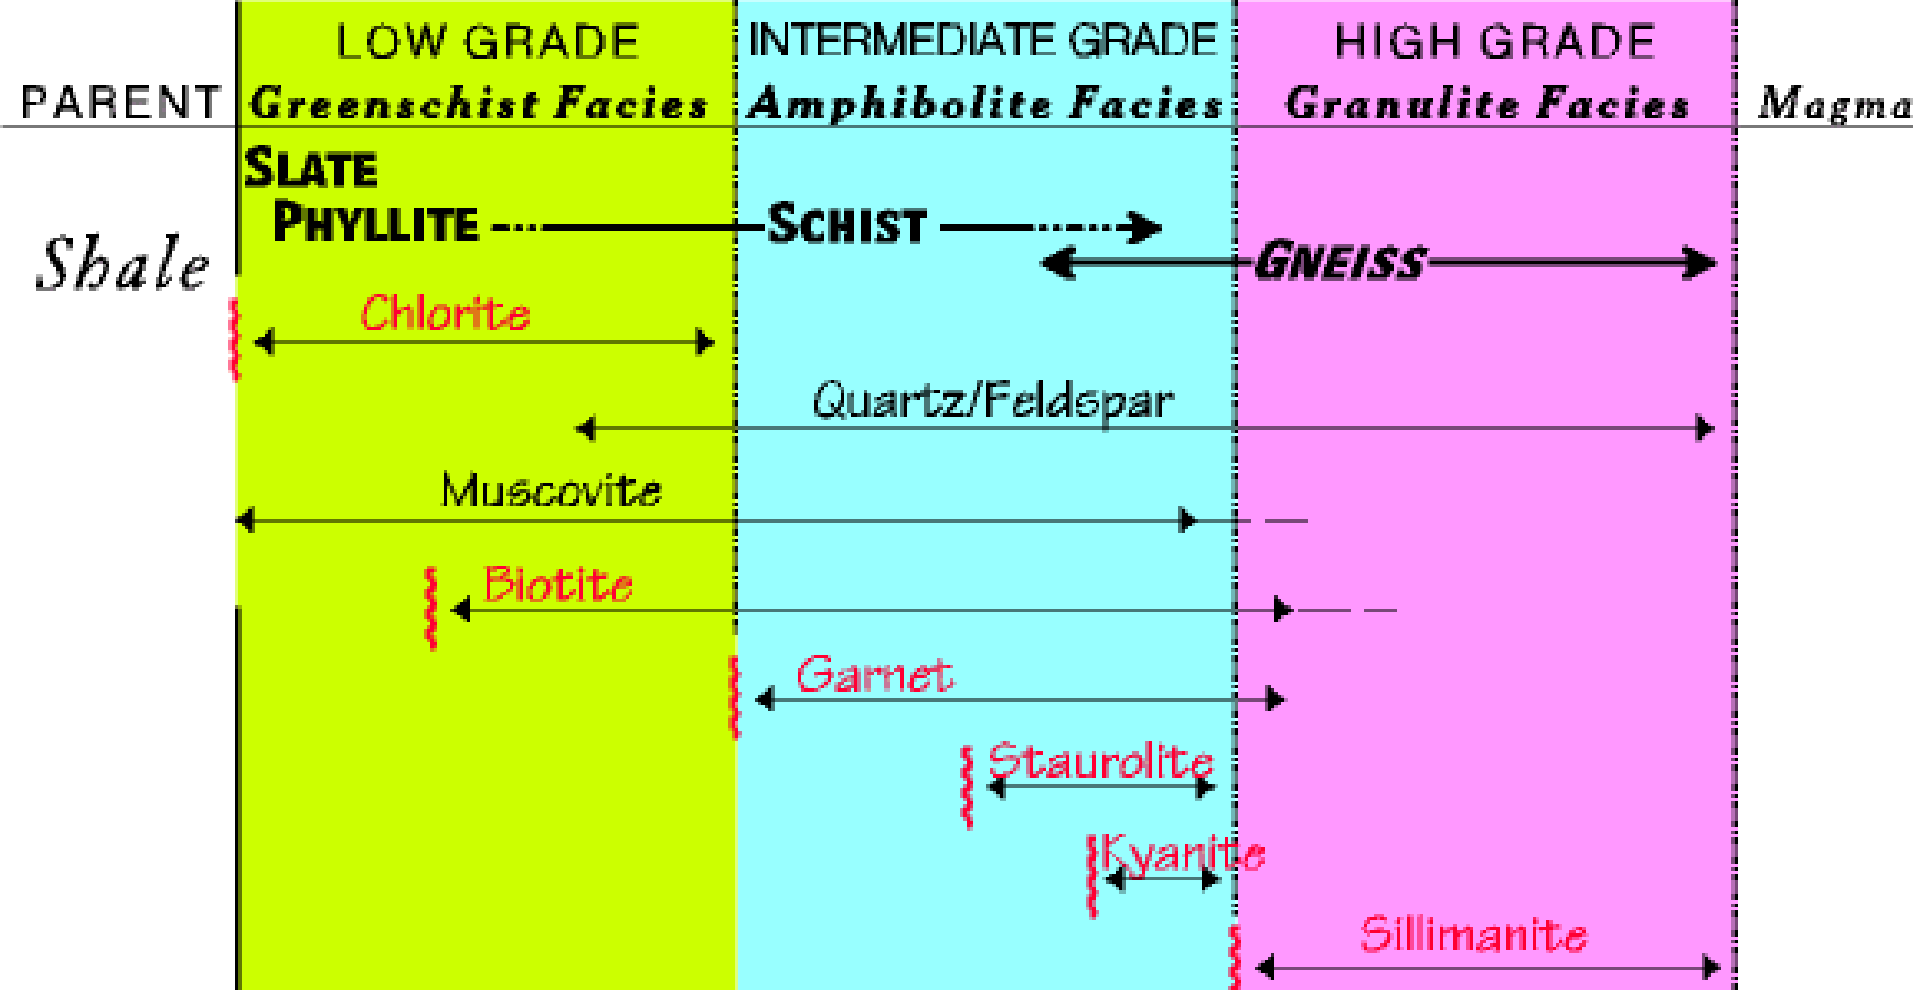 LOW GRADE INTERMEDIATE GRADE HIGH GRADE
PARENT Greenschist Facies Amphibolite Facies Granulite Facies Magma
SLATE
PHYLLITE SCHIST
Shale GNEISS
Chlorite
Quartz/Feldspar
Muscovite
Biotite
Garnet
Staurolite
Kyanite
Sillimanite